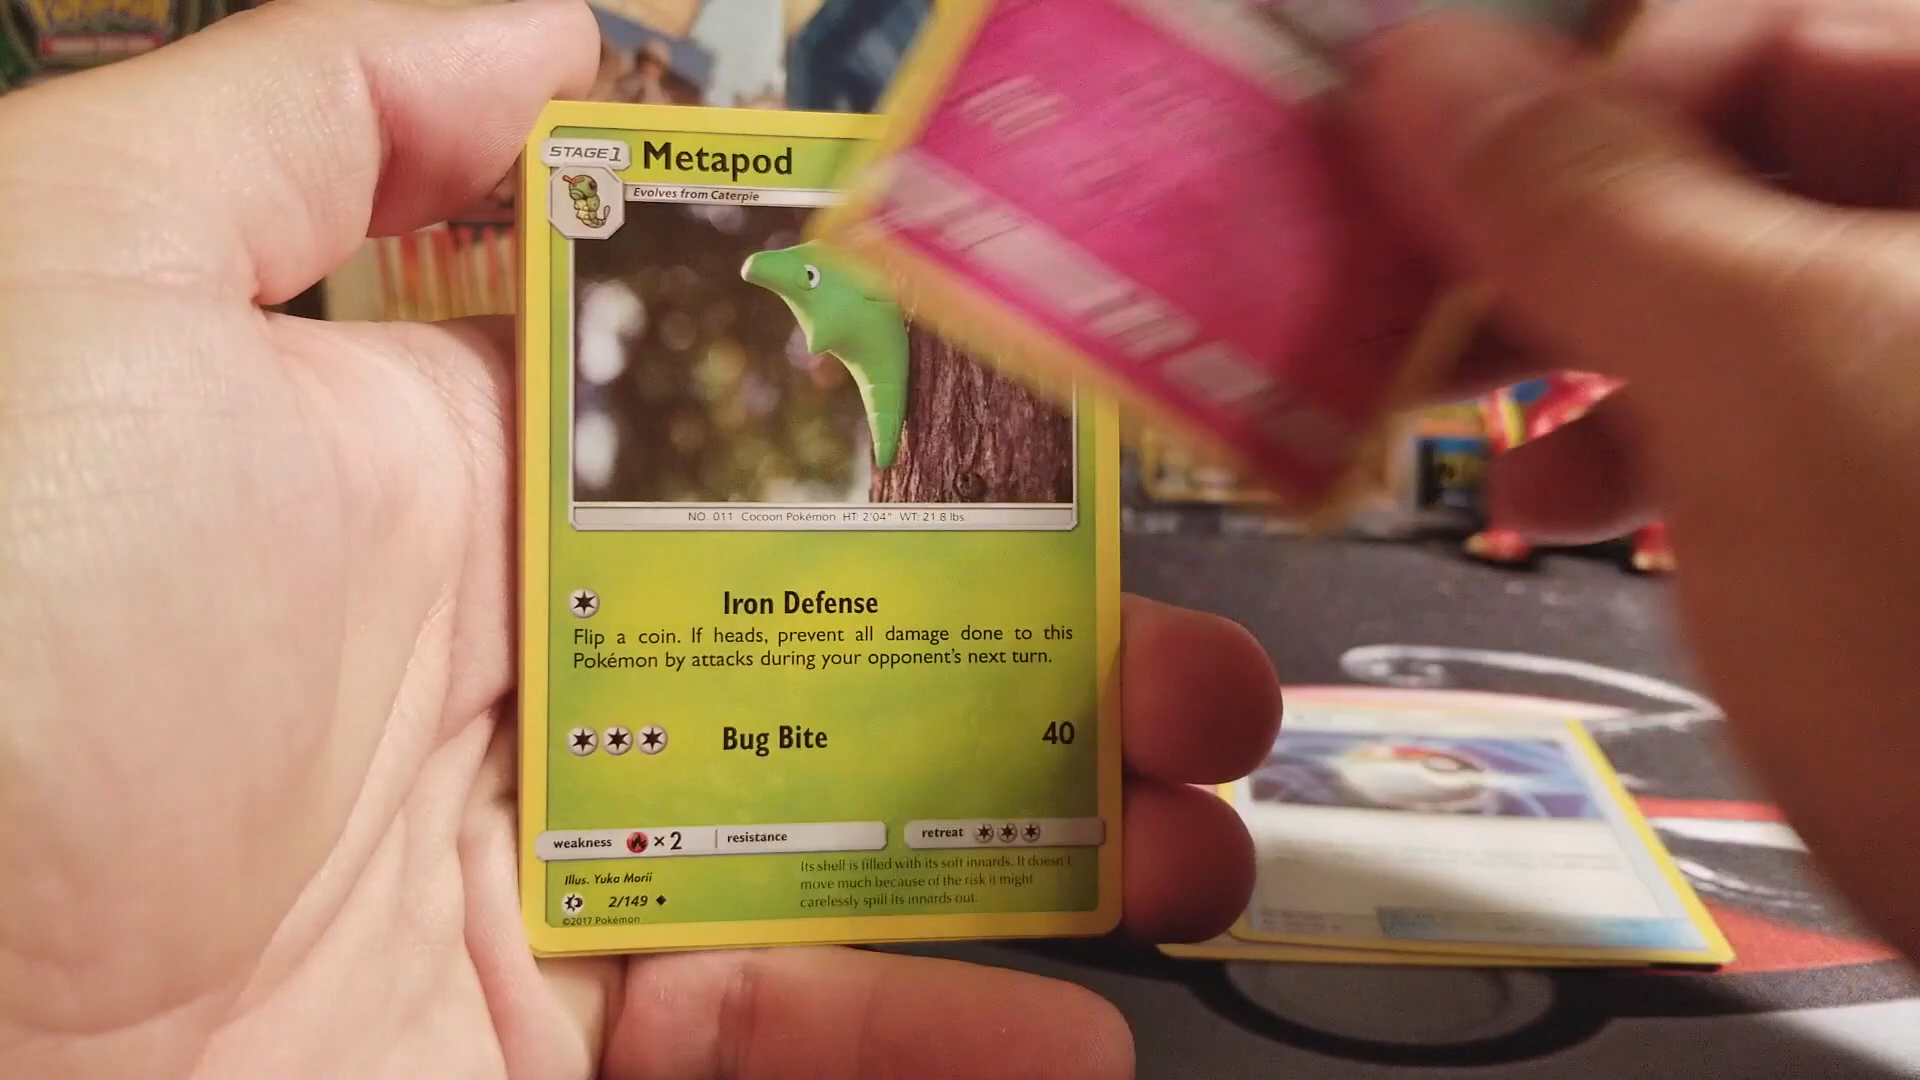 STAGE1
Metapod
Evolves from Caterpie
NO. 011 Cocoon Pokémon HT: 2'04" WT: 21.8 lbs.
Iron Defense
Flip a coin. If heads, prevent all damage done to this
Pokémon by attacks during your opponent's next turn.
Bug Bite 40
weakness ×2 resistance retreat
Its shell is filled with its soft innards. It doesn't
move much because of the risk it might
carelessly spill its innards out.
Illus. Yuka Morii
2/149
©2017 Pokémon